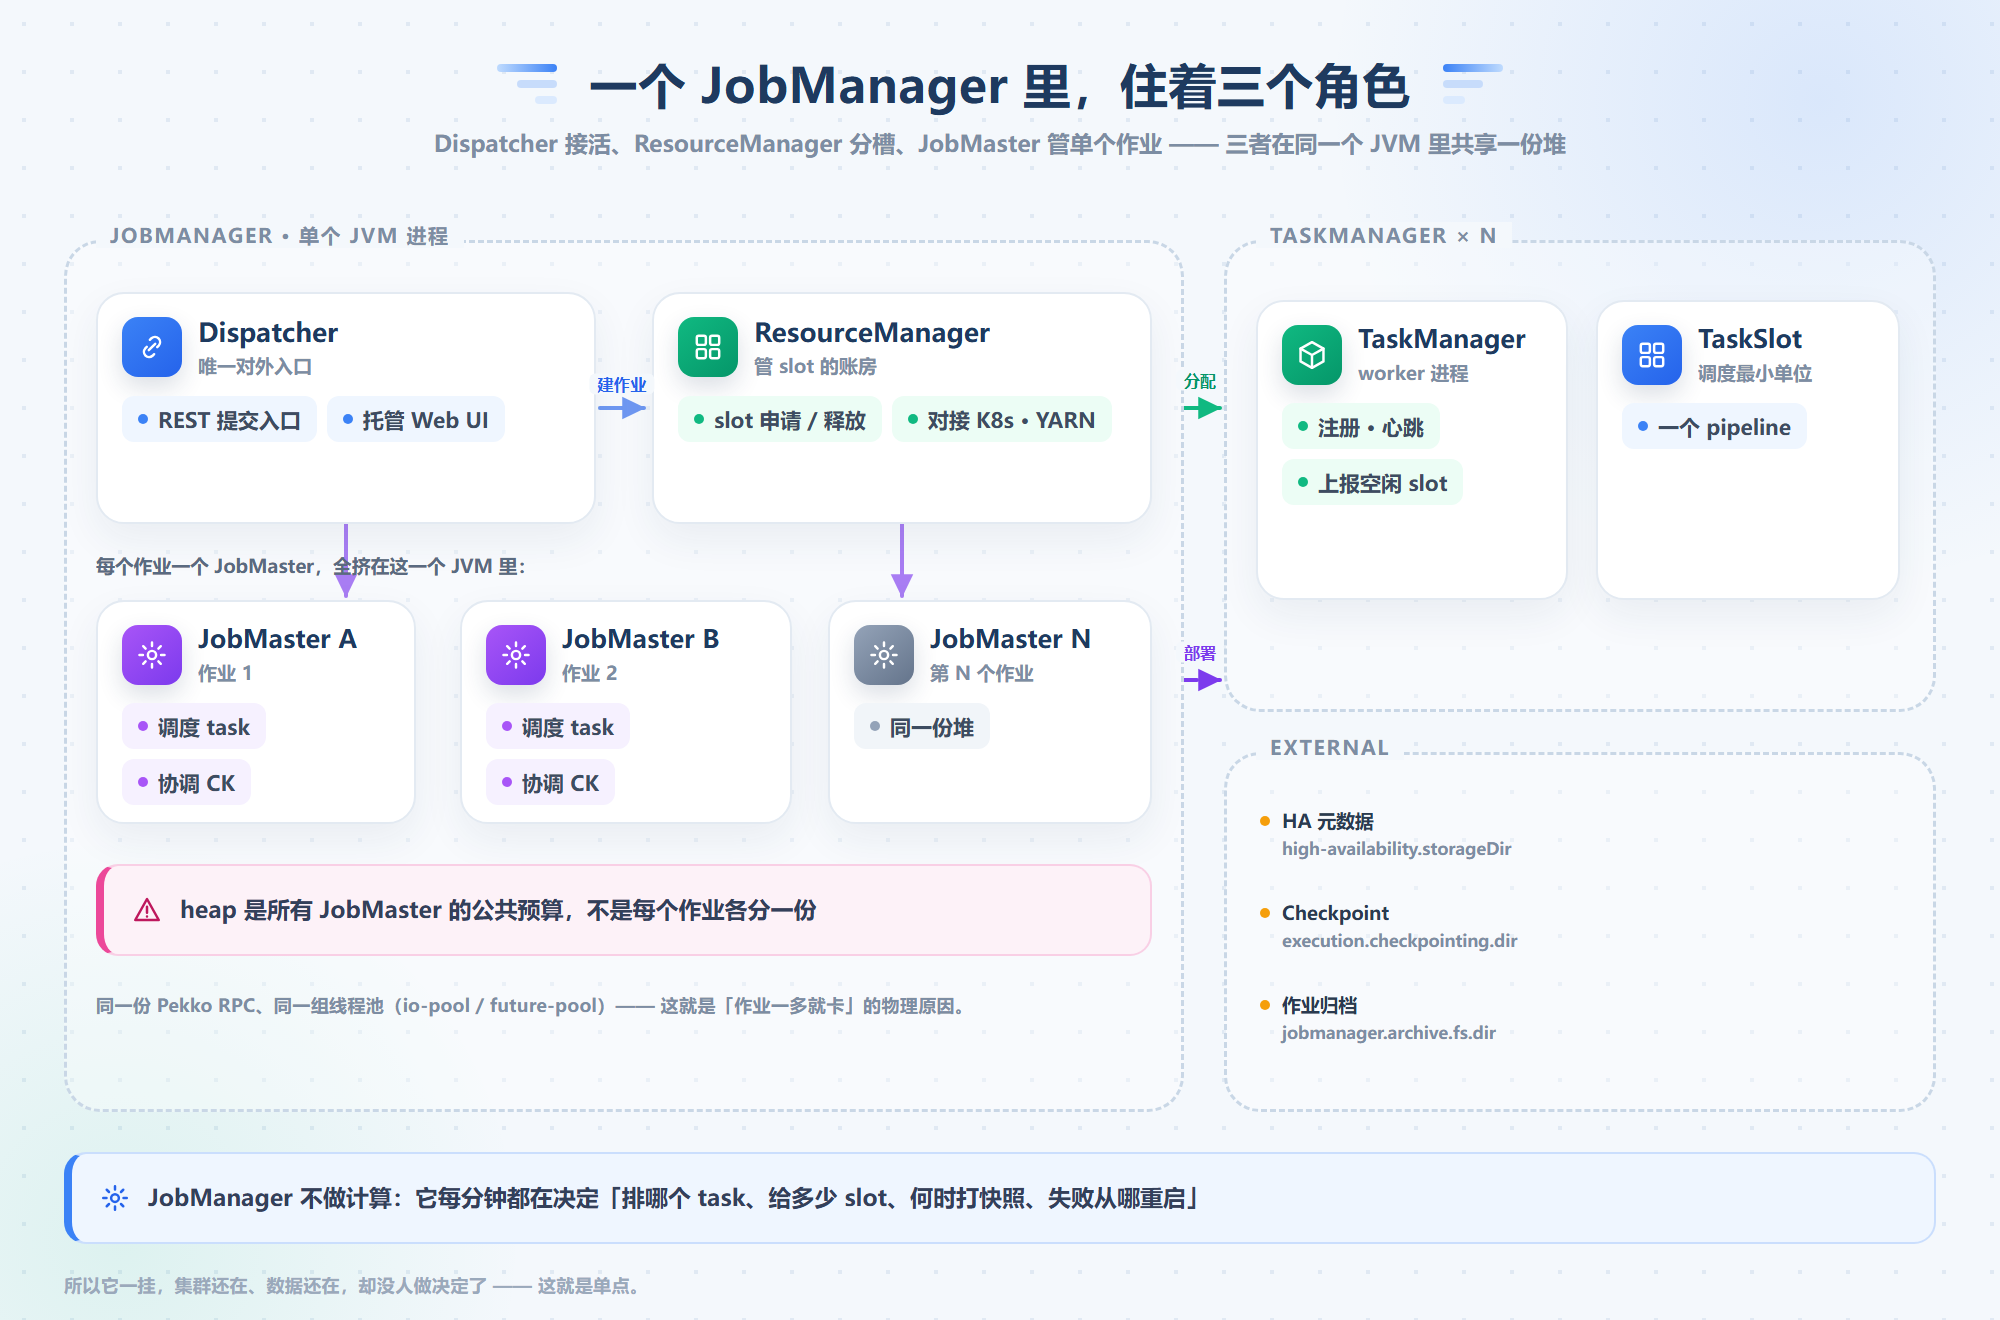 一个 JobManager 里，住着三个角色
Dispatcher 接活、ResourceManager 分槽、JobMaster 管单个作业 —— 三者在同一个 JVM 里共享一份堆
JOBMANAGER · 单个 JVM 进程
Dispatcher
唯一对外入口
REST 提交入口
托管 Web UI
建作业
ResourceManager
管 slot 的账房
slot 申请 / 释放
对接 K8s · YARN
每个作业一个 JobMaster，全挤在这一个 JVM 里：
JobMaster A
作业 1
调度 task
协调 CK
JobMaster B
作业 2
调度 task
协调 CK
JobMaster N
第 N 个作业
同一份堆
heap 是所有 JobMaster 的公共预算，不是每个作业各分一份
同一份 Pekko RPC、同一组线程池（io-pool / future-pool）—— 这就是「作业一多就卡」的物理原因。
分配
部署
TASKMANAGER × N
TaskManager
worker 进程
注册 · 心跳
上报空闲 slot
TaskSlot
调度最小单位
一个 pipeline
EXTERNAL
HA 元数据
high-availability.storageDir
Checkpoint
execution.checkpointing.dir
作业归档
jobmanager.archive.fs.dir
JobManager 不做计算：它每分钟都在决定「排哪个 task、给多少 slot、何时打快照、失败从哪重启」
所以它一挂，集群还在、数据还在，却没人做决定了 —— 这就是单点。